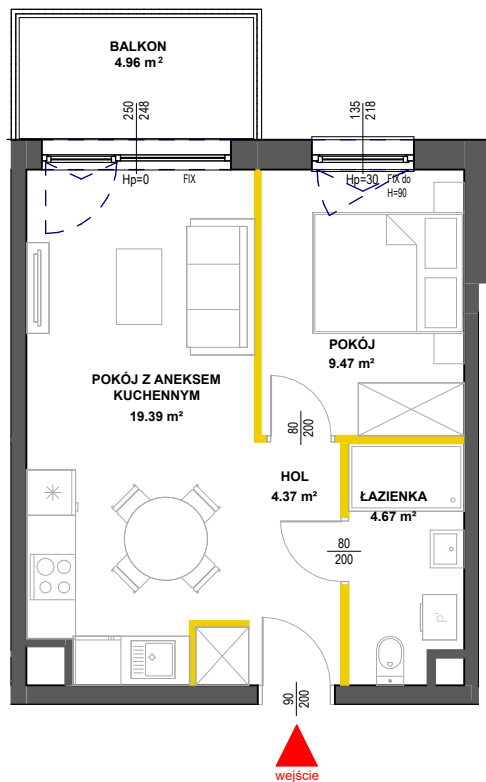 BALKON
4.96 m²
250
248
135
218
Hp=0
FIX
Hp=30
FIX do
H=90
POKÓJ
9.47 m²
POKÓJ Z ANEKSEM
KUCHENNYM
19.39 m²
80
200
HOL
4.37 m²
ŁAZIENKA
4.67 m²
80
200
p'
90
200
wejście